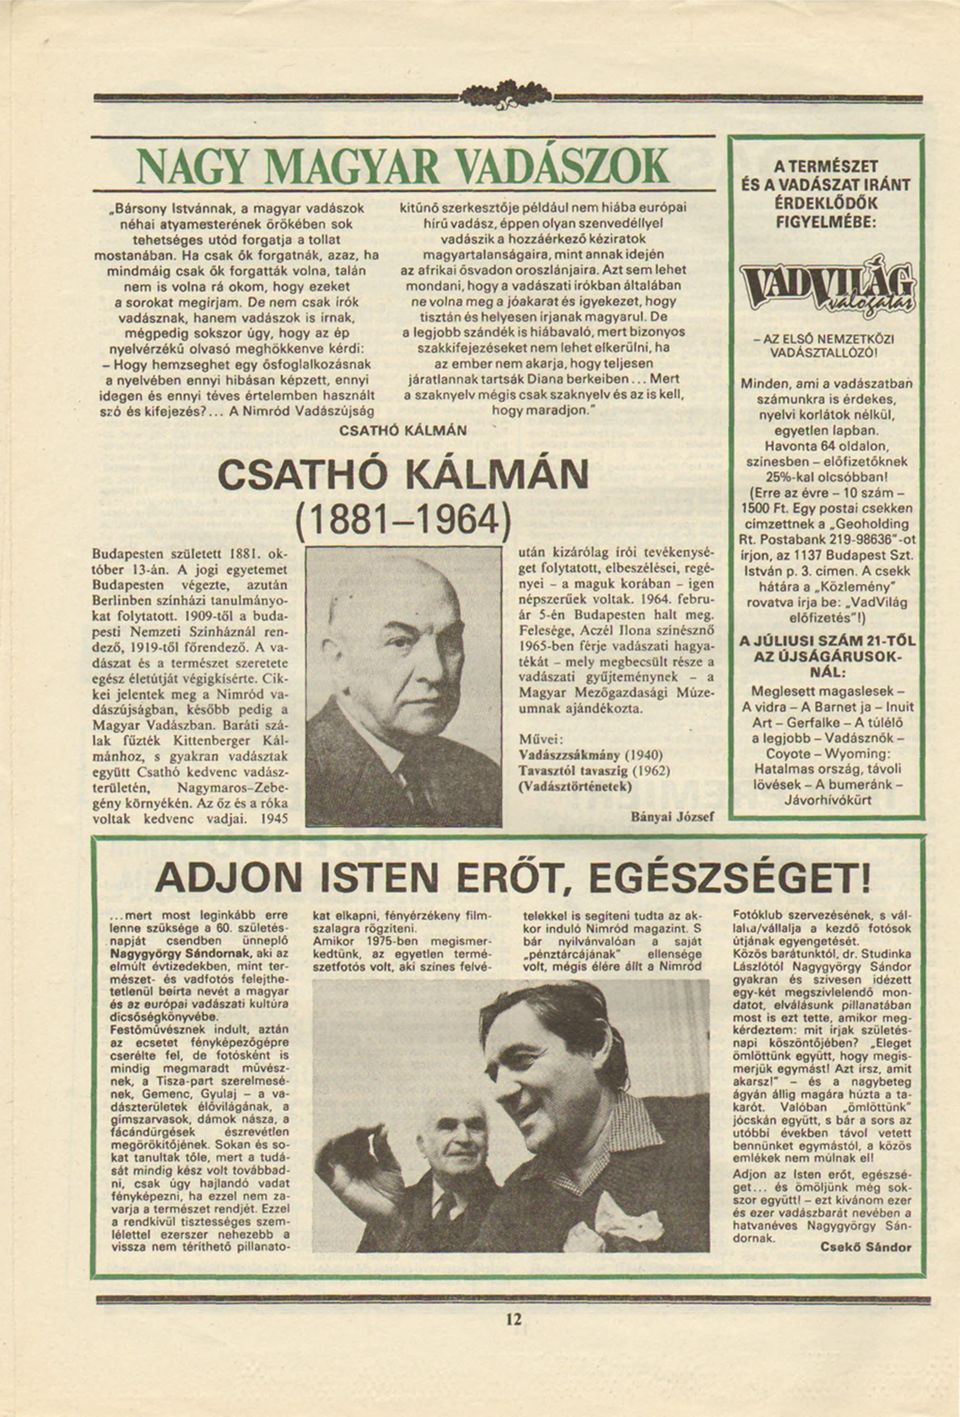 NAGY MAGYAR VADÁSZOK
„Bársony Istvánnak, a magyar vadászok
néhai atyamesterének örökében sok
tehetséges utód forgatja a tollat
mostanában. Ha csak ők forgatnák, azaz, ha
mindmáig csak ők forgatták volna, talán
nem is volna rá okom, hogy ezeket
a sorokat megírjam. De nem csak írók
vadásznak, hanem vadászok is írnak,
mégpedig sokszor úgy, hogy az ép
nyelvérzékű olvasó meghökkenve kérdi:
– Hogy hemzseghet egy ősfoglalkozásnak
a nyelvében ennyi hibásan képzett, ennyi
idegen és ennyi téves értelemben használt
szó és kifejezés?... A Nimród Vadászújság
kitűnő szerkesztője például nem hiába európai
hírű vadász, éppen olyan szenvedéllyel
vadászik a hozzáérkező kéziratok
magyartalanságaira, mint annak idején
az afrikai ősvadon oroszlánjaira. Azt sem lehet
mondani, hogy a vadászati írókban általában
ne volna meg a jóakarat és igyekezet, hogy
tisztán és helyesen írjanak magyarul. De
a legjobb szándék is hiábavaló, mert bizonyos
szakkifejezéseket nem lehet elkerülni, ha
az ember nem akarja, hogy teljesen
járatlannak tartsák Diana berkeiben... Mert
a szaknyelv mégis csak szaknyelv és az is kell,
hogy maradjon.”
CSATHÓ KÁLMÁN
CSATHÓ KÁLMÁN
(1881–1964)
Budapesten született 1881. ok-
tóber 13-án. A jogi egyetemet
Budapesten végezte, azután
Berlinben színházi tanulmányo-
kat folytatott. 1909-től a buda-
pesti Nemzeti Színháznál ren-
dező, 1919-től főrendező. A va-
dászat és a természet szeretete
egész életútját végigkísérte. Cik-
kei jelentek meg a Nimród va-
dászújságban, később pedig a
Magyar Vadászban. Baráti szá-
lak fűzték Kittenberger Kál-
mánhoz, s gyakran vadásztak
együtt Csathó kedvenc vadász-
területén, Nagymaros–Zebe-
gény környékén. Az őz és a róka
voltak kedvenc vadjai. 1945
után kizárólag írói tevékenysé-
get folytatott, elbeszélései, regé-
nyei – a maguk korában – igen
népszerűek voltak. 1964. febru-
ár 5-én Budapesten halt meg.
Felesége, Aczél Ilona színésznő
1965-ben férje vadászati hagya-
tékát – mely megbecsült része a
vadászati gyűjteménynek – a
Magyar Mezőgazdasági Múze-
umnak ajándékozta.
Művei:
Vadászzsákmány (1940)
Tavasztól tavaszig (1962)
(Vadásztörténetek)
Bányai József
A TERMÉSZET
ÉS A VADÁSZAT IRÁNT
ÉRDEKLŐDŐK
FIGYELMÉBE:
VADVILÁG
válogatás
– AZ ELSŐ NEMZETKÖZI
VADÁSZTALLÓZÓ!
Minden, ami a vadászatban
számunkra is érdekes,
nyelvi korlátok nélkül,
egyetlen lapban.
Havonta 64 oldalon,
színesben – előfizetőknek
25%-kal olcsóbban!
(Erre az évre – 10 szám –
1500 Ft. Egy postai csekken
címzettnek a „Geoholding
Rt. Postabank 219-98636”-ot
írjon, az 1137 Budapest Szt.
István p. 3. címen. A csekk
hátára a „Közlemény”
rovatva írja be: „VadVilág
előfizetés”!)
A JÚLIUSI SZÁM 21-TŐL
AZ ÚJSÁGÁRUSOK-
NÁL:
Meglesett magaslesek –
A vidra – A Barnet ja – Inuit
Art – Gerfalke – A túlélő
a legjobb – Vadásznők –
Coyote – Wyoming:
Hatalmas ország, távoli
lövések – A bumeránk –
Jávorhívókürt
ADJON ISTEN ERŐT, EGÉSZSÉGET!
...mert most leginkább erre
lenne szüksége a 60. születés-
napját csendben ünneplő
Nagygyörgy Sándornak, aki az
elmúlt évtizedekben, mint ter-
mészet- és vadfotós felejthe-
tetlenül beírta nevét a magyar
és az európai vadászati kultúra
dicsőségkönyvébe.
Festőművésznek indult, aztán
az ecsetet fényképezőgépre
cserélte fel, de fotósként is
mindig megmaradt művész-
nek, a Tisza-part szerelmesé-
nek, Gemenc, Gyulaj – a va-
dászterületek élővilágának, a
gímszarvasok, dámok násza, a
fácándürgések észrevétlen
megörökítőjének. Sokan és so-
kat tanultak tőle, mert a tudá-
sát mindig kész volt továbbad-
ni, csak úgy hajlandó vadat
fényképezni, ha ezzel nem za-
varja a természet rendjét. Ezzel
a rendkívül tisztességes szem-
lélettel ezerszer nehezebb a
vissza nem téríthető pillanato-
kat elkapni, fényérzékeny film-
szalagra rögzíteni.
Amikor 1975-ben megismer-
kedtünk, az egyetlen termé-
szetfotós volt, aki színes felvé-
telekkel is segíteni tudta az ak-
kor induló Nimród magazint. S
bár nyilvánvalóan a saját
„pénztárcájának” ellensége
volt, mégis élére állt a Nimród
Fotóklub szervezésének, s vál-
lalta/vállalja a kezdő fotósok
útjának egyengetését.
Közös barátunktól, dr. Studinka
Lászlótól Nagygyörgy Sándor
gyakran és szívesen idézett
egy-két megszívlelendő mon-
datot, elválásunk pillanatában
most is ezt tette, amikor meg-
kérdeztem: mit írjak születés-
napi köszöntőjében? „Eleget
ömlöttünk együtt, hogy megis-
merjük egymást! Azt írsz, amit
akarsz!” – és a nagybeteg
ágyán állig magára húzta a ta-
karót. Valóban „ömlöttünk”
jócskán együtt, s bár a sors az
utóbbi években távol vetett
bennünket egymástól, a közös
emlékek nem múlnak el!
Adjon az Isten erőt, egészsé-
get... és ömöljünk még sok-
szor együtt! – ezt kívánom ezer
és ezer vadászbarát nevében a
hatvanéves Nagygyörgy Sán-
dornak.
Csekő Sándor
12